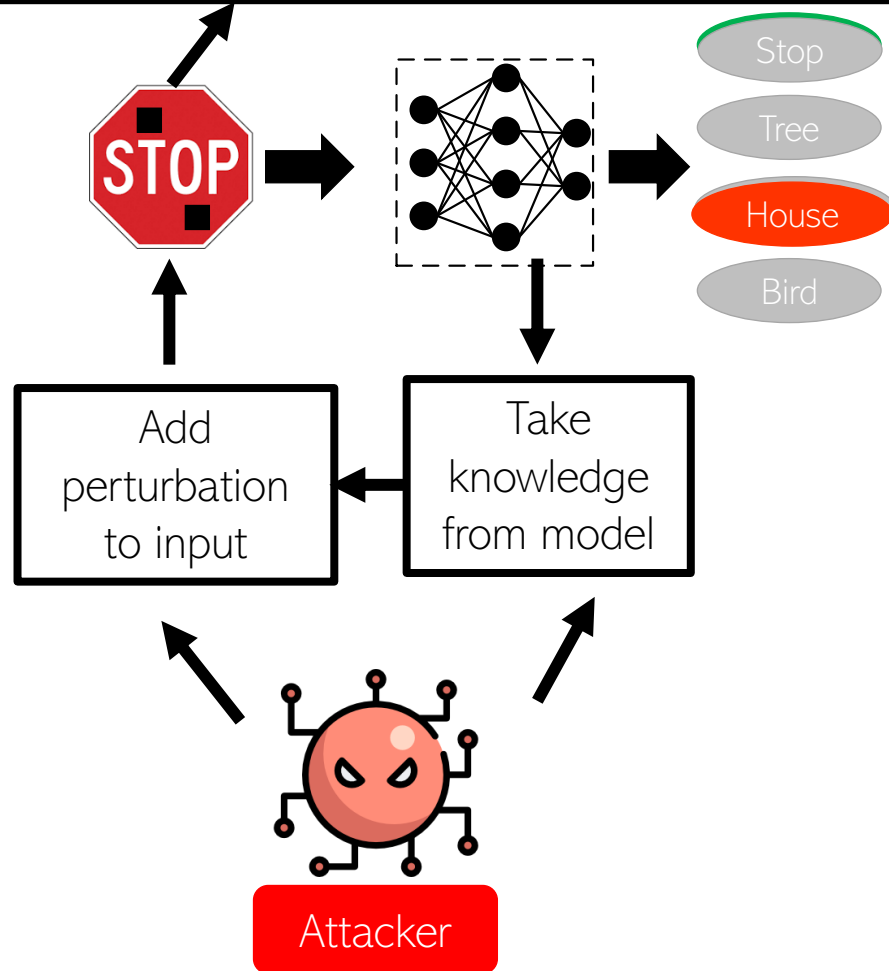 Stop
STOP
Tree
House
Bird
Add
perturbation
to input
Take
knowledge
from model
Attacker